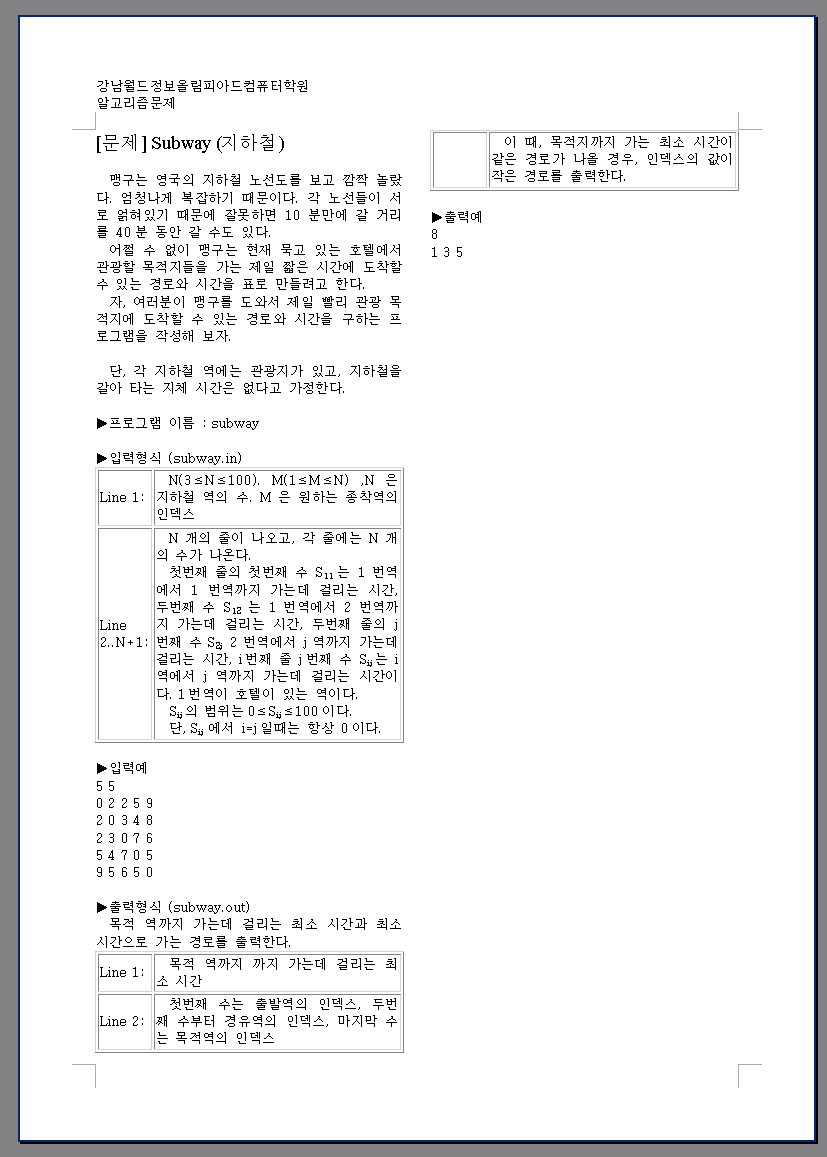 강남월드정보올림피아드컴퓨터학원
알고리즘문제
[문제] Subway (지하철)
맹구는 영국의 지하철 노선도를 보고 깜짝 놀랐
다. 엄청나게 복잡하기 때문이다. 각 노선들이 서
로 얽혀있기 때문에 잘못하면 10 분만에 갈 거리
를 40 분 동안 갈 수도 있다.
어쩔 수 없이 맹구는 현재 묵고 있는 호텔에서
관광할 목적지들을 가는 제일 짧은 시간에 도착할
수 있는 경로와 시간을 표로 만들려고 한다.
자, 여러분이 맹구를 도와서 제일 빨리 관광 목
적지에 도착할 수 있는 경로와 시간을 구하는 프
로그램을 작성해 보자.
단, 각 지하철 역에는 관광지가 있고, 지하철을
갈아 타는 지체 시간은 없다고 가정한다.
▶프로그램 이름 : subway
▶입력형식 (subway.in)
Line 1:
N(3≤N≤100). M(1≤M≤N) ,N 은
지하철 역의 수. M 은 원하는 종착역의
인덱스
Line
2..N+1:
N 개의 줄이 나오고, 각 줄에는 N 개
의 수가 나온다.
첫번째 줄의 첫번째 수 S11는 1 번역
에서 1 번역까지 가는데 걸리는 시간,
두번째 수 S12 는 1 번역에서 2 번역까
지 가는데 걸리는 시간, 두번째 줄의 j
번째 수 S2j 2 번역에서 j 역까지 가는데
걸리는 시간, i 번째 줄 j 번째 수 Sij는 i
역에서 j 역까지 가는데 걸리는 시간이
다. 1 번역이 호텔이 있는 역이다.
Sij의 범위는 0≤Sij≤100 이다.
단, Sij 에서 i=j 일때는 항상 0 이다.
▶입력예
5 5
0 2 2 5 9
2 0 3 4 8
2 3 0 7 6
5 4 7 0 5
9 5 6 5 0
▶출력형식 (subway.out)
목적 역까지 가는데 걸리는 최소 시간과 최소
시간으로 가는 경로를 출력한다.
Line 1:
목적 역까지 까지 가는데 걸리는 최
소 시간
Line 2:
첫번째 수는 출발역의 인덱스, 두번
째 수부터 경유역의 인덱스, 마지막 수
는 목적역의 인덱스
이 때, 목적지까지 가는 최소 시간이
같은 경로가 나올 경우, 인덱스의 값이
작은 경로를 출력한다.
▶출력예
8
1 3 5